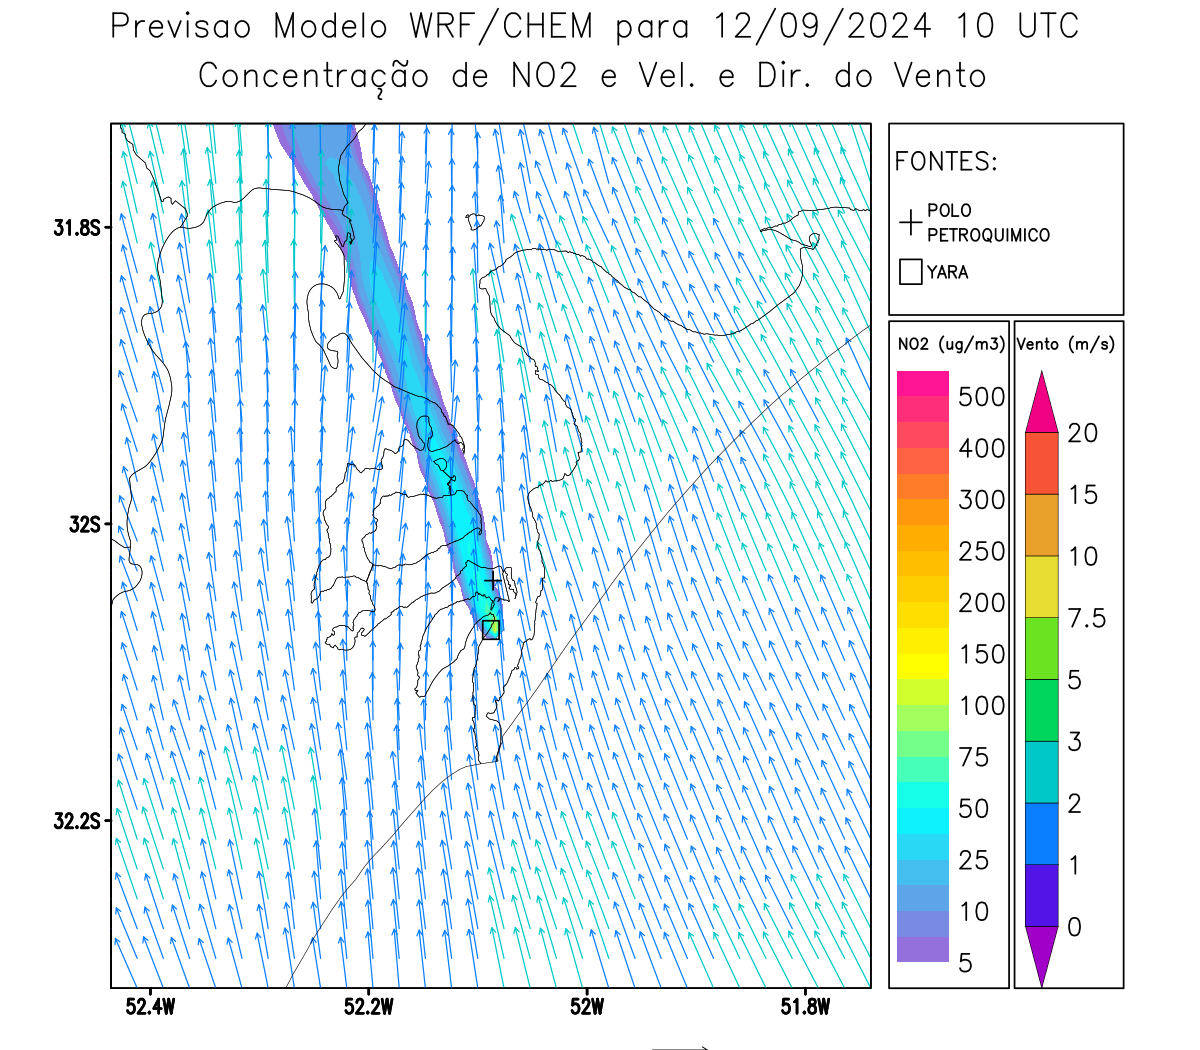 Previsao Modelo WRF/CHEM para 12/09/2024 10 UTC
Concentração de NO2 e Vel. e Dir. do Vento
FONTES:
POLO
PETROQUIMICO
YARA
NO2 (ug/m3)
500
400
300
250
200
150
100
75
50
25
10
5
Vento (m/s)
20
15
10
7.5
5
3
2
1
0
31.8S
32S
32.2S
52.4W
52.2W
52W
51.8W